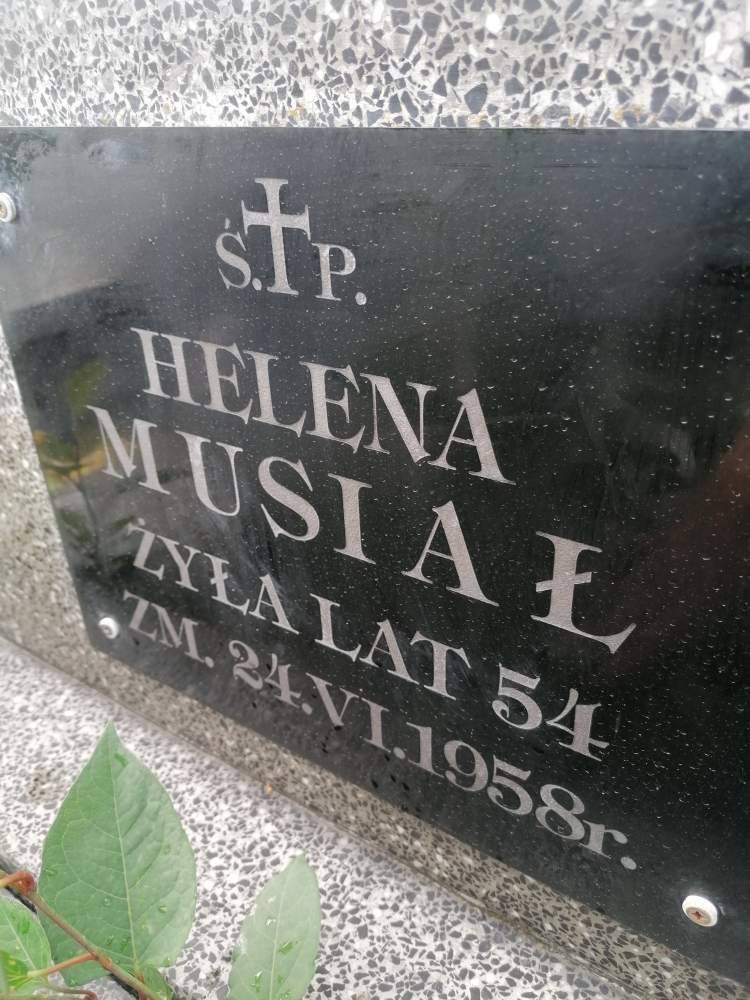 Ś.P.
HELENA
MUSIAŁ
ŻYŁA LAT 54
ZM. 24.VI.1958r.